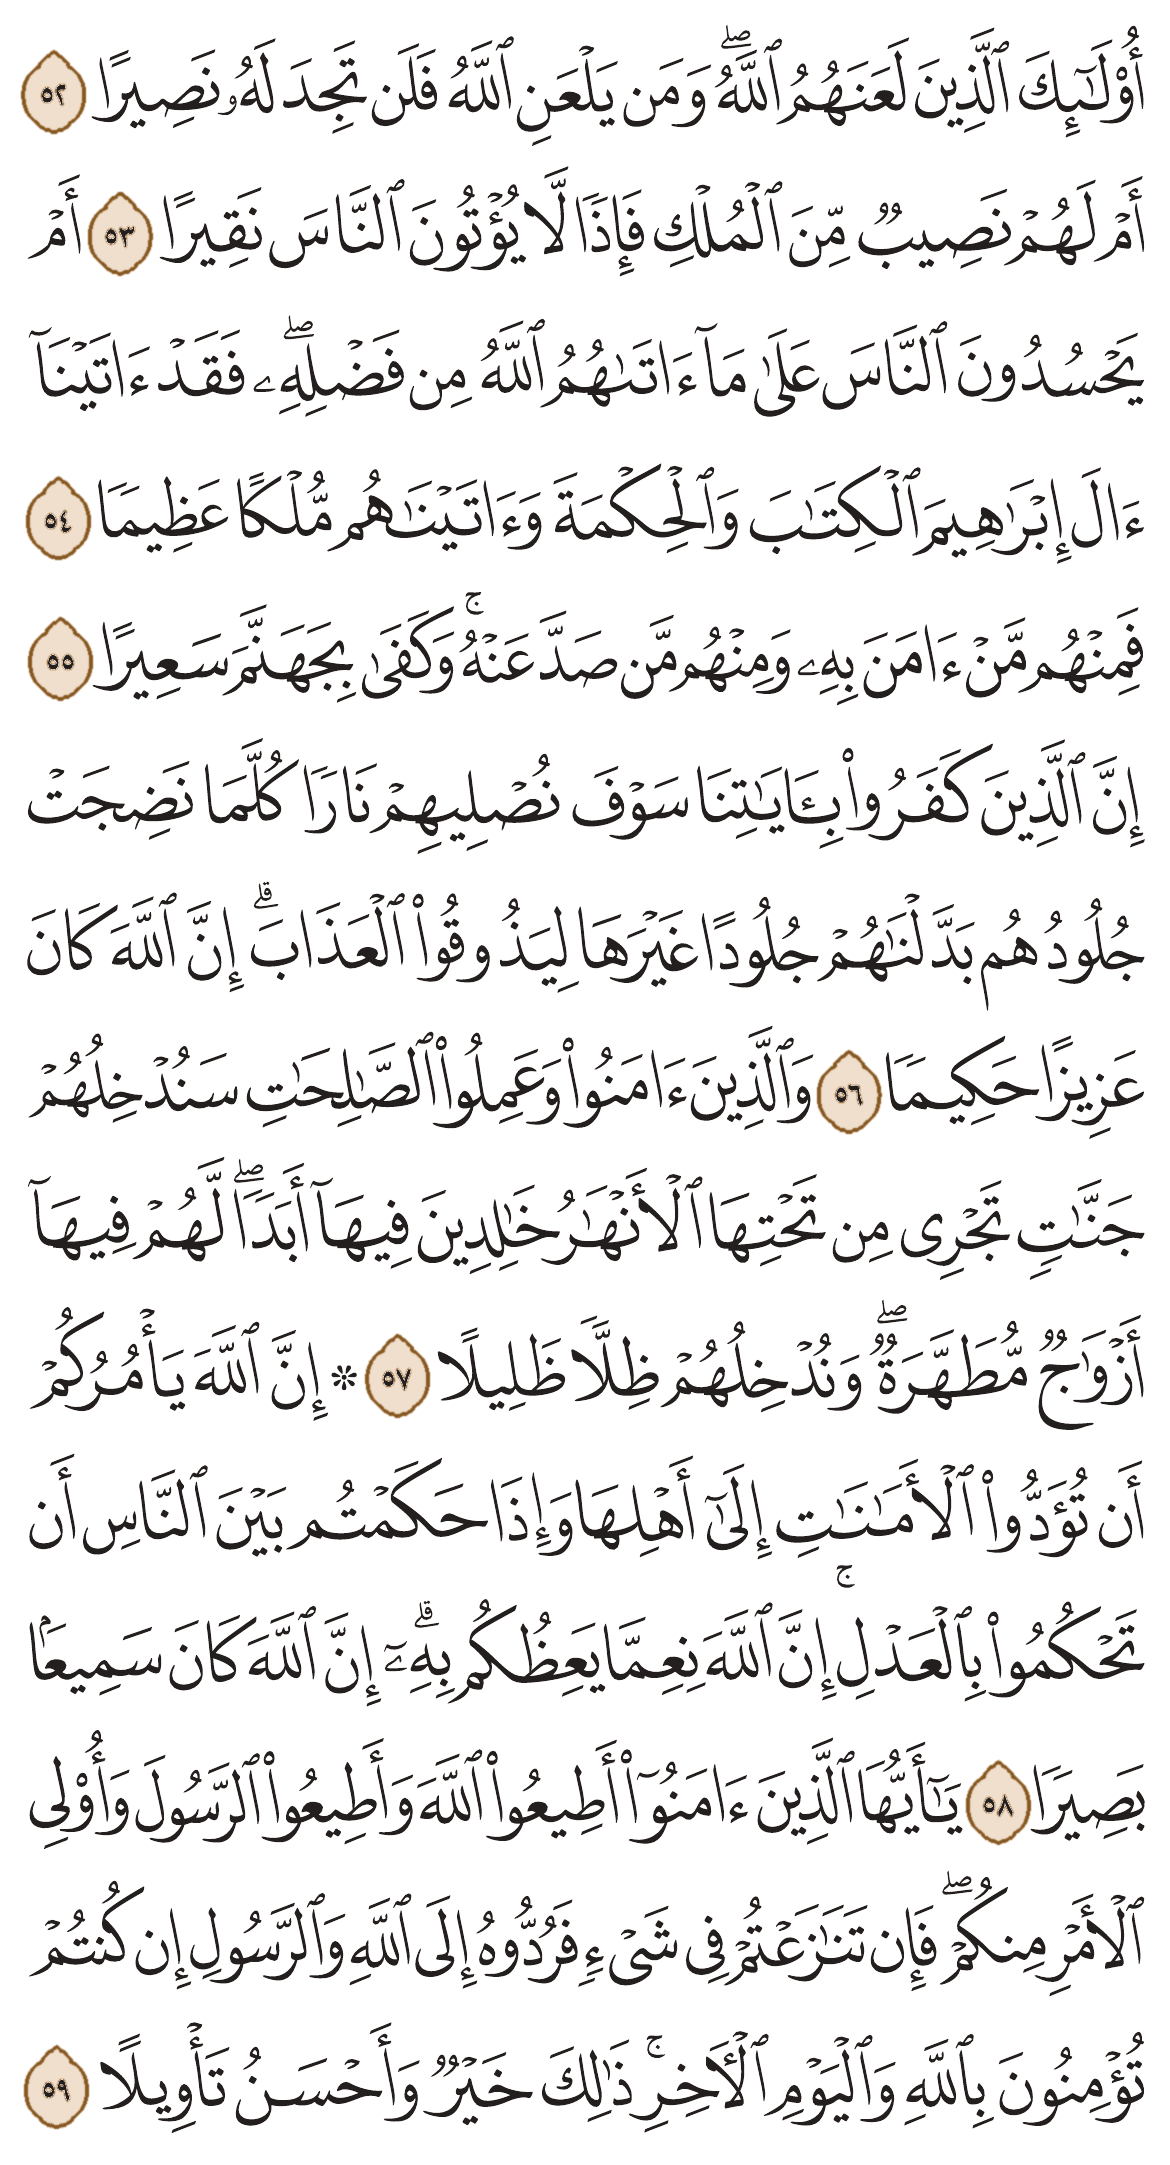 أُو۟لَـٰٓئِكَ ٱلَّذِينَ لَعَنَهُمُ ٱللَّهُۖ وَمَن يَلْعَنِ ٱللَّهُ فَلَن تَجِدَ لَهُۥ نَصِيرًا ٥٢
أَمْ لَهُمْ نَصِيبٌ مِّنَ ٱلْمُلْكِ فَإِذًا لَّا يُؤْتُونَ ٱلنَّاسَ نَقِيرًا ٥٣ أَمْ
يَحْسُدُونَ ٱلنَّاسَ عَلَىٰ مَآ ءَاتَىٰهُمُ ٱللَّهُ مِن فَضْلِهِۦۖ فَقَدْ ءَاتَيْنَآ
ءَالَ إِبْرَٰهِيمَ ٱلْكِتَـٰبَ وَٱلْحِكْمَةَ وَءَاتَيْنَـٰهُم مُّلْكًا عَظِيمًا ٥٤
فَمِنْهُم مَّنْ ءَامَنَ بِهِۦ وَمِنْهُم مَّن صَدَّ عَنْهُۚ وَكَفَىٰ بِجَهَنَّمَ سَعِيرًا ٥٥
إِنَّ ٱلَّذِينَ كَفَرُوا۟ بِـَٔايَـٰتِنَا سَوْفَ نُصْلِيهِمْ نَارًا كُلَّمَا نَضِجَتْ
جُلُودُهُم بَدَّلْنَـٰهُمْ جُلُودًا غَيْرَهَا لِيَذُوقُوا۟ ٱلْعَذَابَۗ إِنَّ ٱللَّهَ كَانَ
عَزِيزًا حَكِيمًا ٥٦ وَٱلَّذِينَ ءَامَنُوا۟ وَعَمِلُوا۟ ٱلصَّـٰلِحَـٰتِ سَنُدْخِلُهُمْ
جَنَّـٰتٍ تَجْرِى مِن تَحْتِهَا ٱلْأَنْهَـٰرُ خَـٰلِدِينَ فِيهَآ أَبَدًاۖ لَّهُمْ فِيهَآ
أَزْوَٰجٌ مُّطَهَّرَةٌۖ وَنُدْخِلُهُمْ ظِلًّا ظَلِيلًا ٥٧ ۞ إِنَّ ٱللَّهَ يَأْمُرُكُمْ
أَن تُؤَدُّوا۟ ٱلْأَمَـٰنَـٰتِ إِلَىٰٓ أَهْلِهَا وَإِذَا حَكَمْتُم بَيْنَ ٱلنَّاسِ أَن
تَحْكُمُوا۟ بِٱلْعَدْلِۚ إِنَّ ٱللَّهَ نِعِمَّا يَعِظُكُم بِهِۦٓۗ إِنَّ ٱللَّهَ كَانَ سَمِيعًۢا
بَصِيرًا ٥٨ يَـٰٓأَيُّهَا ٱلَّذِينَ ءَامَنُوٓا۟ أَطِيعُوا۟ ٱللَّهَ وَأَطِيعُوا۟ ٱلرَّسُولَ وَأُو۟لِى
ٱلْأَمْرِ مِنكُمْۖ فَإِن تَنَـٰزَعْتُمْ فِى شَىْءٍ فَرُدُّوهُ إِلَى ٱللَّهِ وَٱلرَّسُولِ إِن كُنتُمْ
تُؤْمِنُونَ بِٱللَّهِ وَٱلْيَوْمِ ٱلْـَٔاخِرِۚ ذَٰلِكَ خَيْرٌ وَأَحْسَنُ تَأْوِيلًا ٥٩